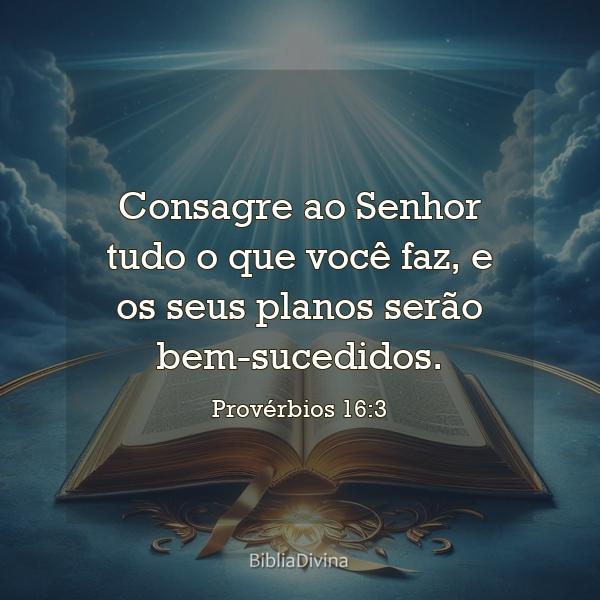 Consagre ao Senhor
tudo o que você faz, e
os seus planos serão
bem-sucedidos.
Provérbios 16:3
BibliaDivina